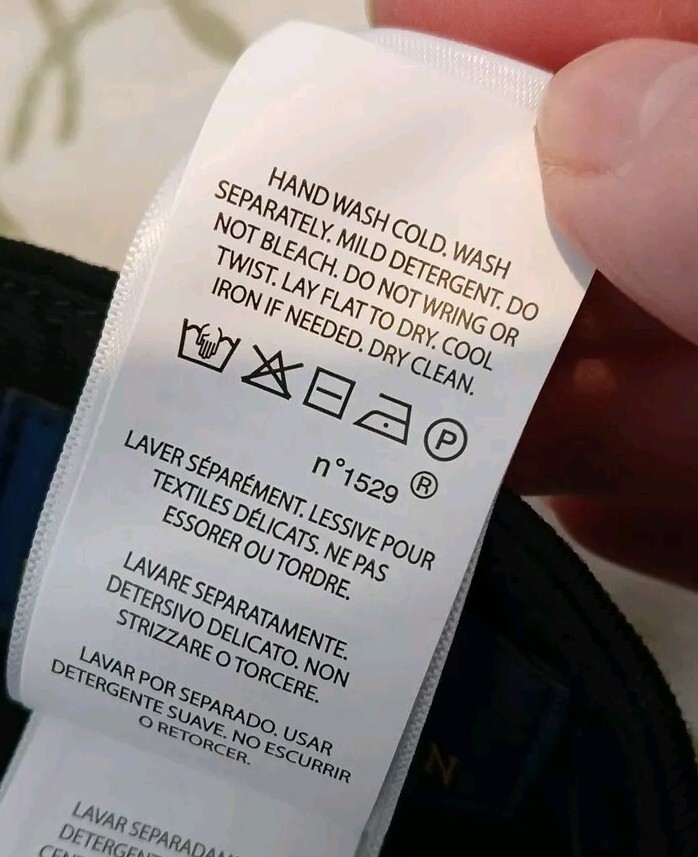 HAND WASH COLD. WASH
SEPARATELY. MILD DETERGENT. DO
NOT BLEACH. DO NOT WRING OR
TWIST. LAY FLAT TO DRY. COOL
IRON IF NEEDED. DRY CLEAN.
P
n°1529 ®
LAVER SÉPARÉMENT. LESSIVE POUR
TEXTILES DÉLICATS. NE PAS
ESSORER OU TORDRE.
LAVARE SEPARATAMENTE.
DETERSIVO DELICATO. NON
STRIZZARE O TORCERE.
LAVAR POR SEPARADO. USAR
DETERGENTE SUAVE. NO ESCURRIR
O RETORCER.
LAVAR
N